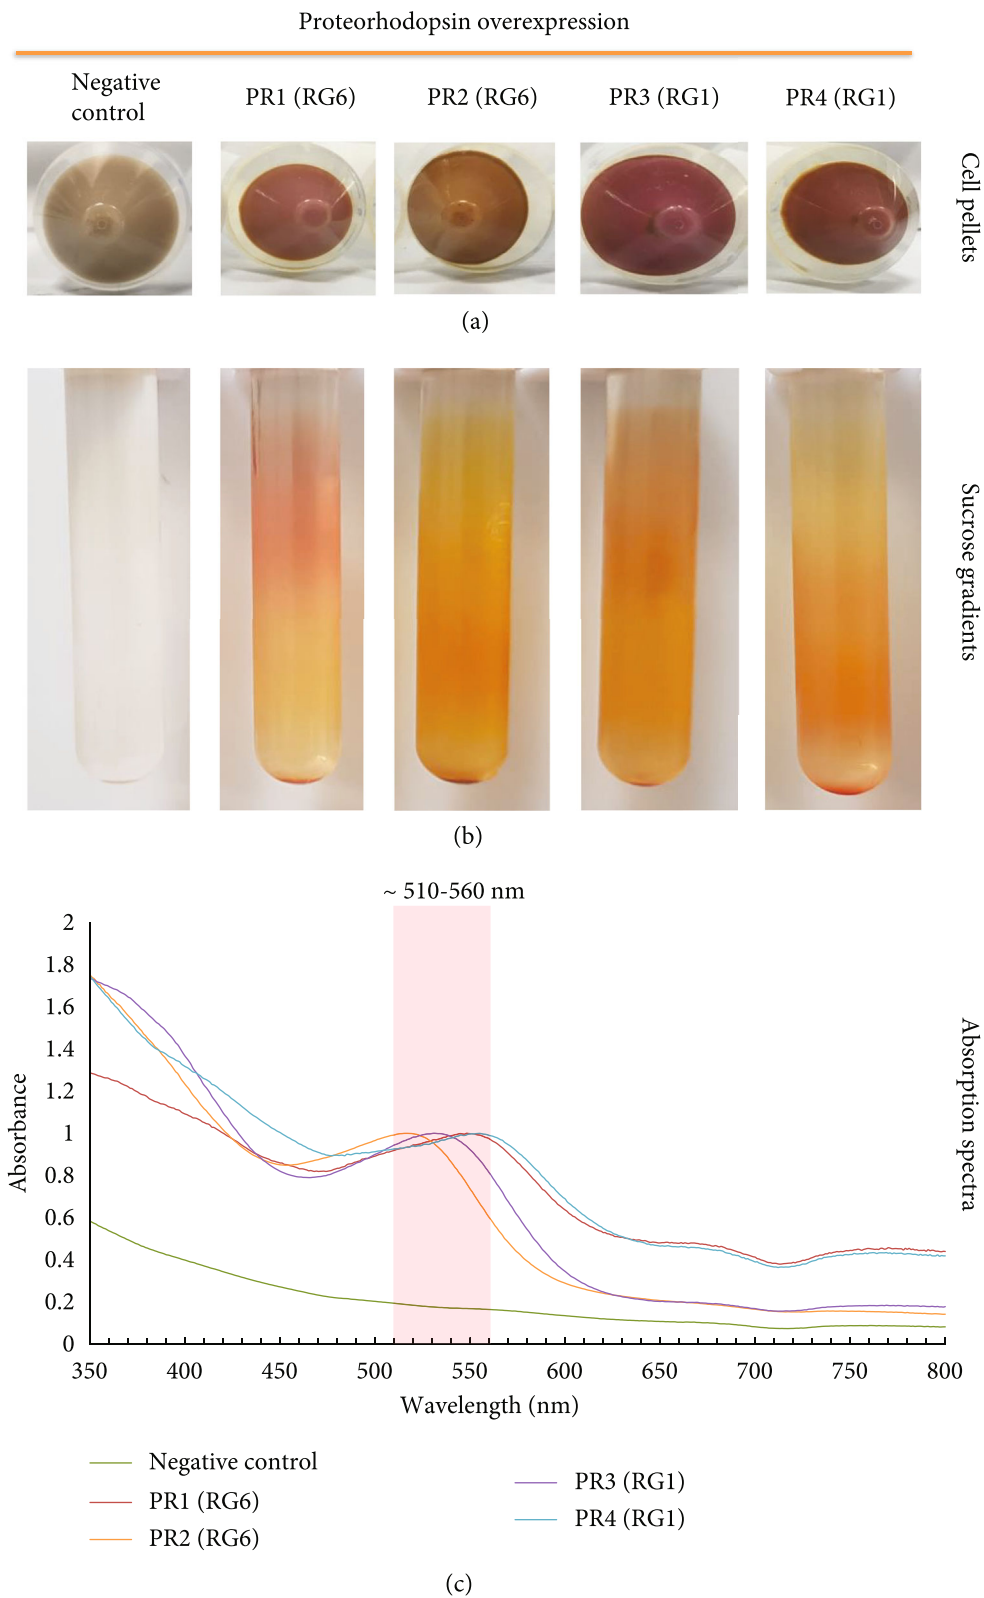 Proteorhodopsin overexpression
Negative
control
PR1 (RG6)
PR2 (RG6)
PR3 (RG1)
PR4 (RG1)
Cell pellets
(a)
Sucrose gradients
(b)
~ 510-560 nm
2
1.8
1.6
1.4
1.2
1
0.8
0.6
0.4
0.2
0
Absorbance
350
400
450
500
550
600
650
700
750
800
Wavelength (nm)
Absorption spectra
Negative control
PR1 (RG6)
PR2 (RG6)
PR3 (RG1)
PR4 (RG1)
(c)